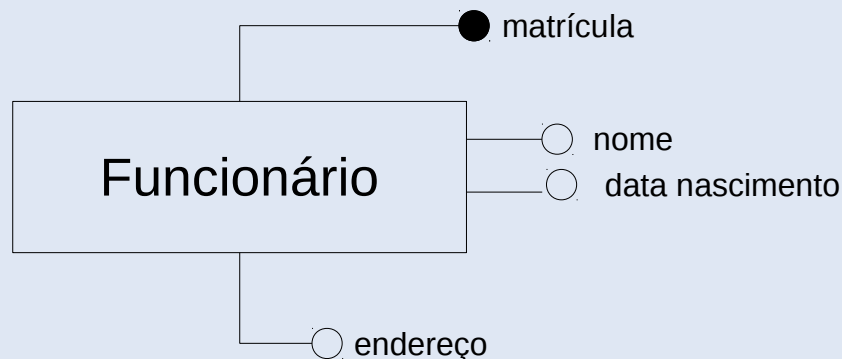 matrícula
nome
Funcionário
data nascimento
endereço